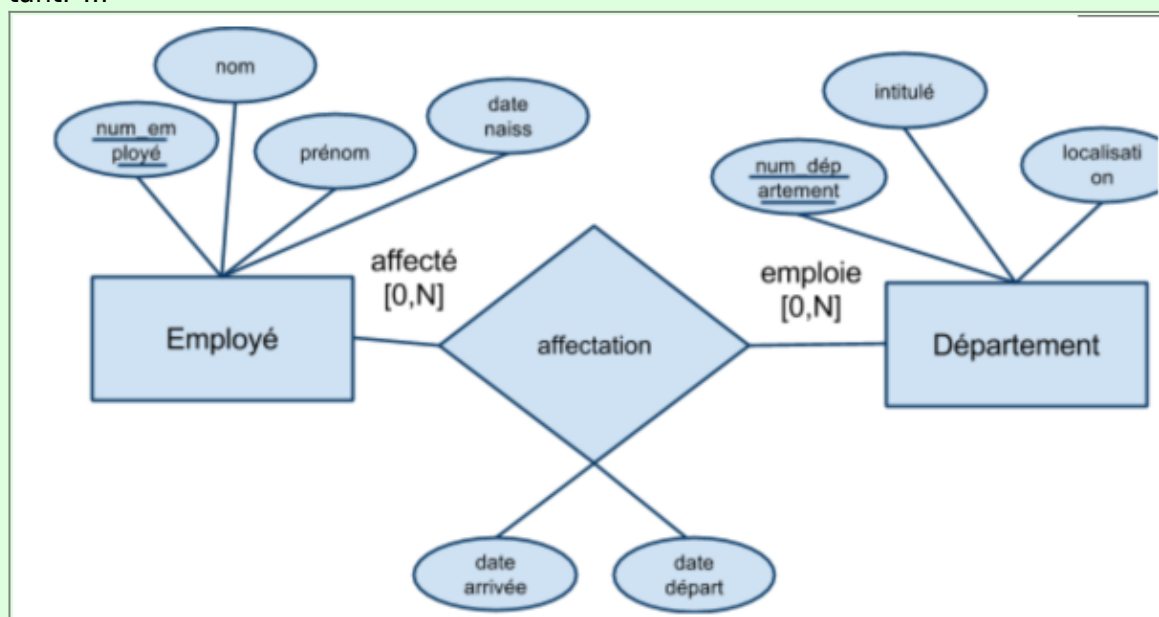 nom
date
naiss
num_em
ployé
prénom
intitulé
num_dép
artement
localisati
on
affecté
[0,N]
emploie
[0,N]
Employé
affectation
Département
date
arrivée
date
départ